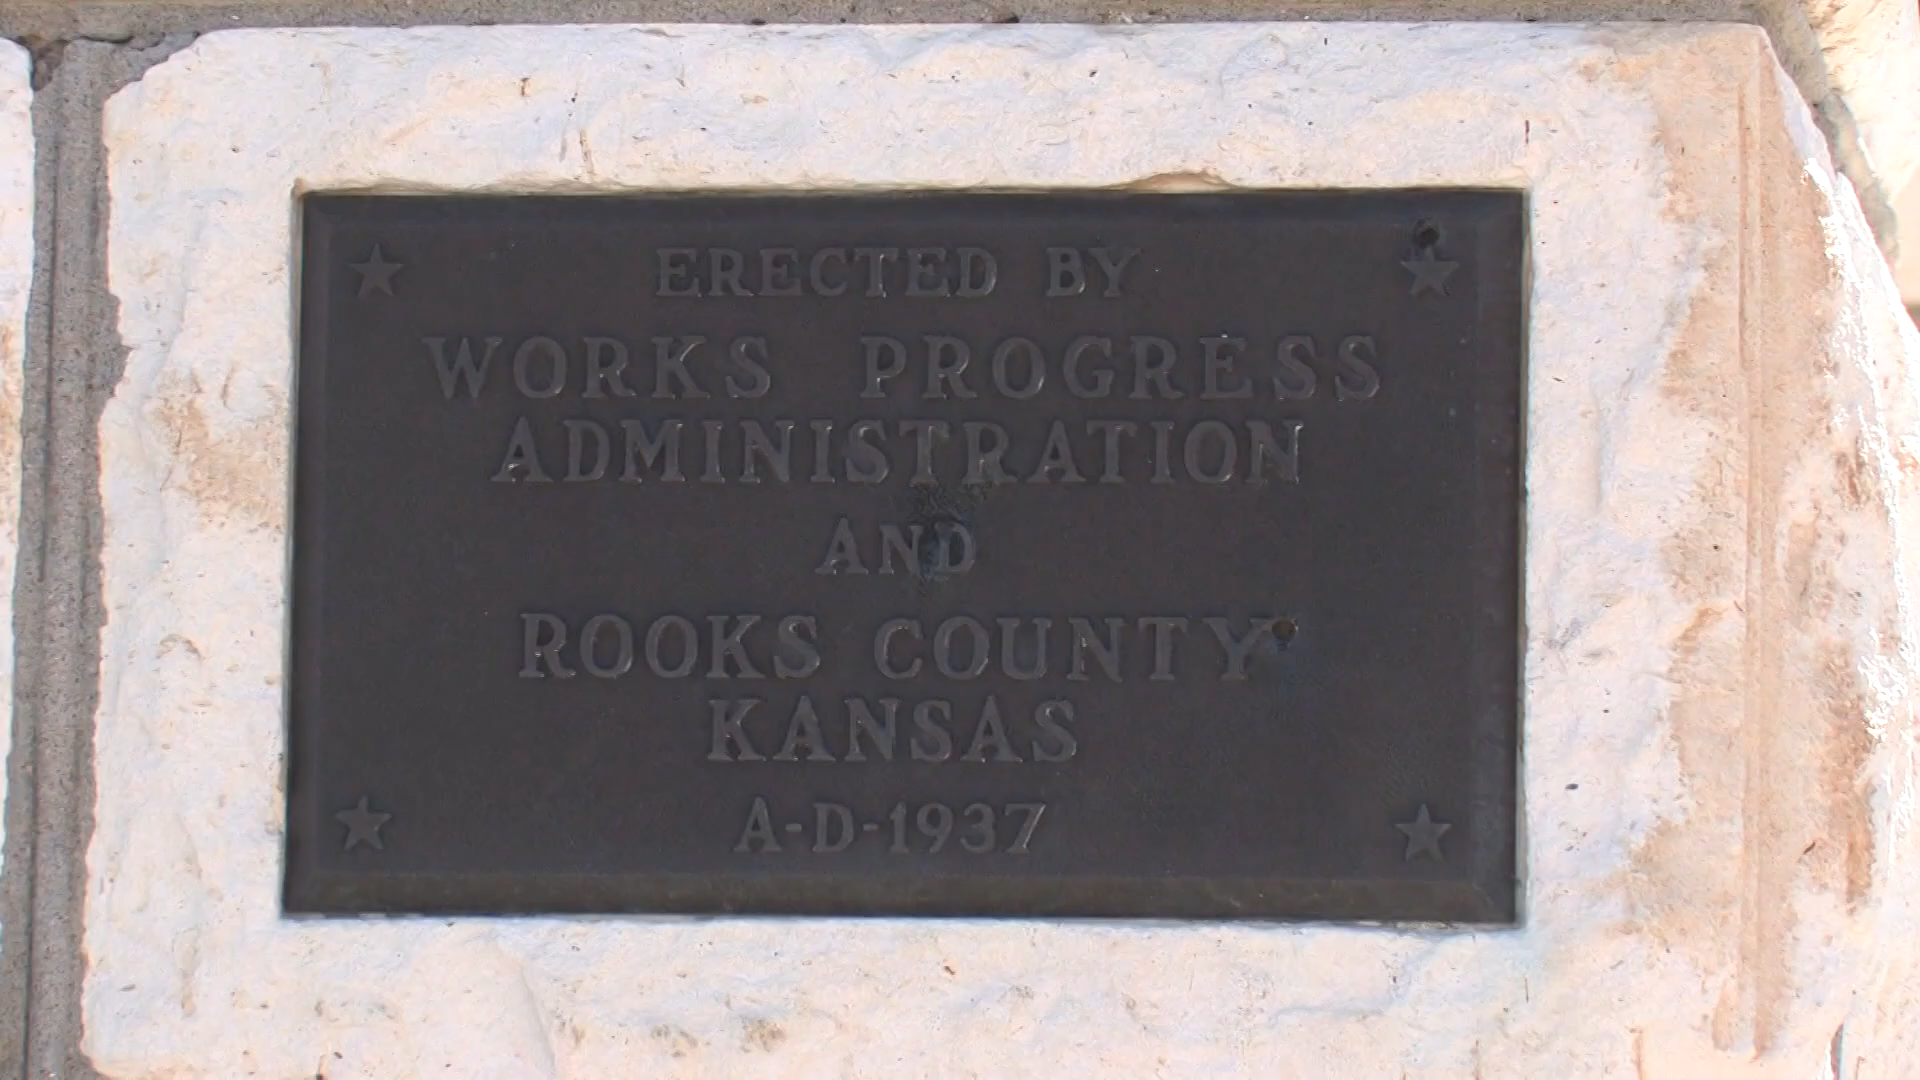 ERECTED BY
WORKS PROGRESS
ADMINISTRATION
AND
ROOKS COUNTY
KANSAS
A-D-1937